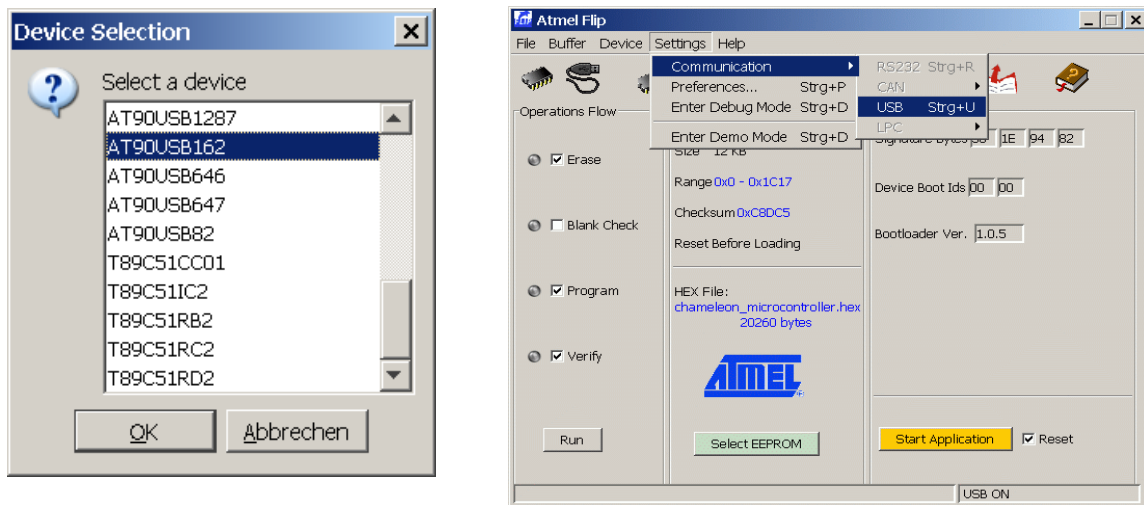 Device Selection
Select a device
AT90USB1287
AT90USB162
AT90USB646
AT90USB647
AT90USB82
T89C51CC01
T89C51IC2
T89C51RB2
T89C51RC2
T89C51RD2
OK
Abbrechen
Atmel Flip
File Buffer Device Settings Help
Communication
Preferences... Strg+P
Enter Debug Mode Strg+D
Enter Demo Mode Strg+D
RS232 Strg+R
CAN
USB Strg+U
LPC
Operations Flow
Erase
Blank Check
Program
Verify
Run
Size 12 KB
Range 0x0 - 0x1C17
Checksum 0xC8DC5
Reset Before Loading
HEX File:
chameleon_microcontroller.hex
20260 bytes
ATMEL
Select EEPROM
Signature Bytes 1E 94 82
Device Boot Ids 00 00
Bootloader Ver. 1.0.5
Start Application
Reset
USB ON